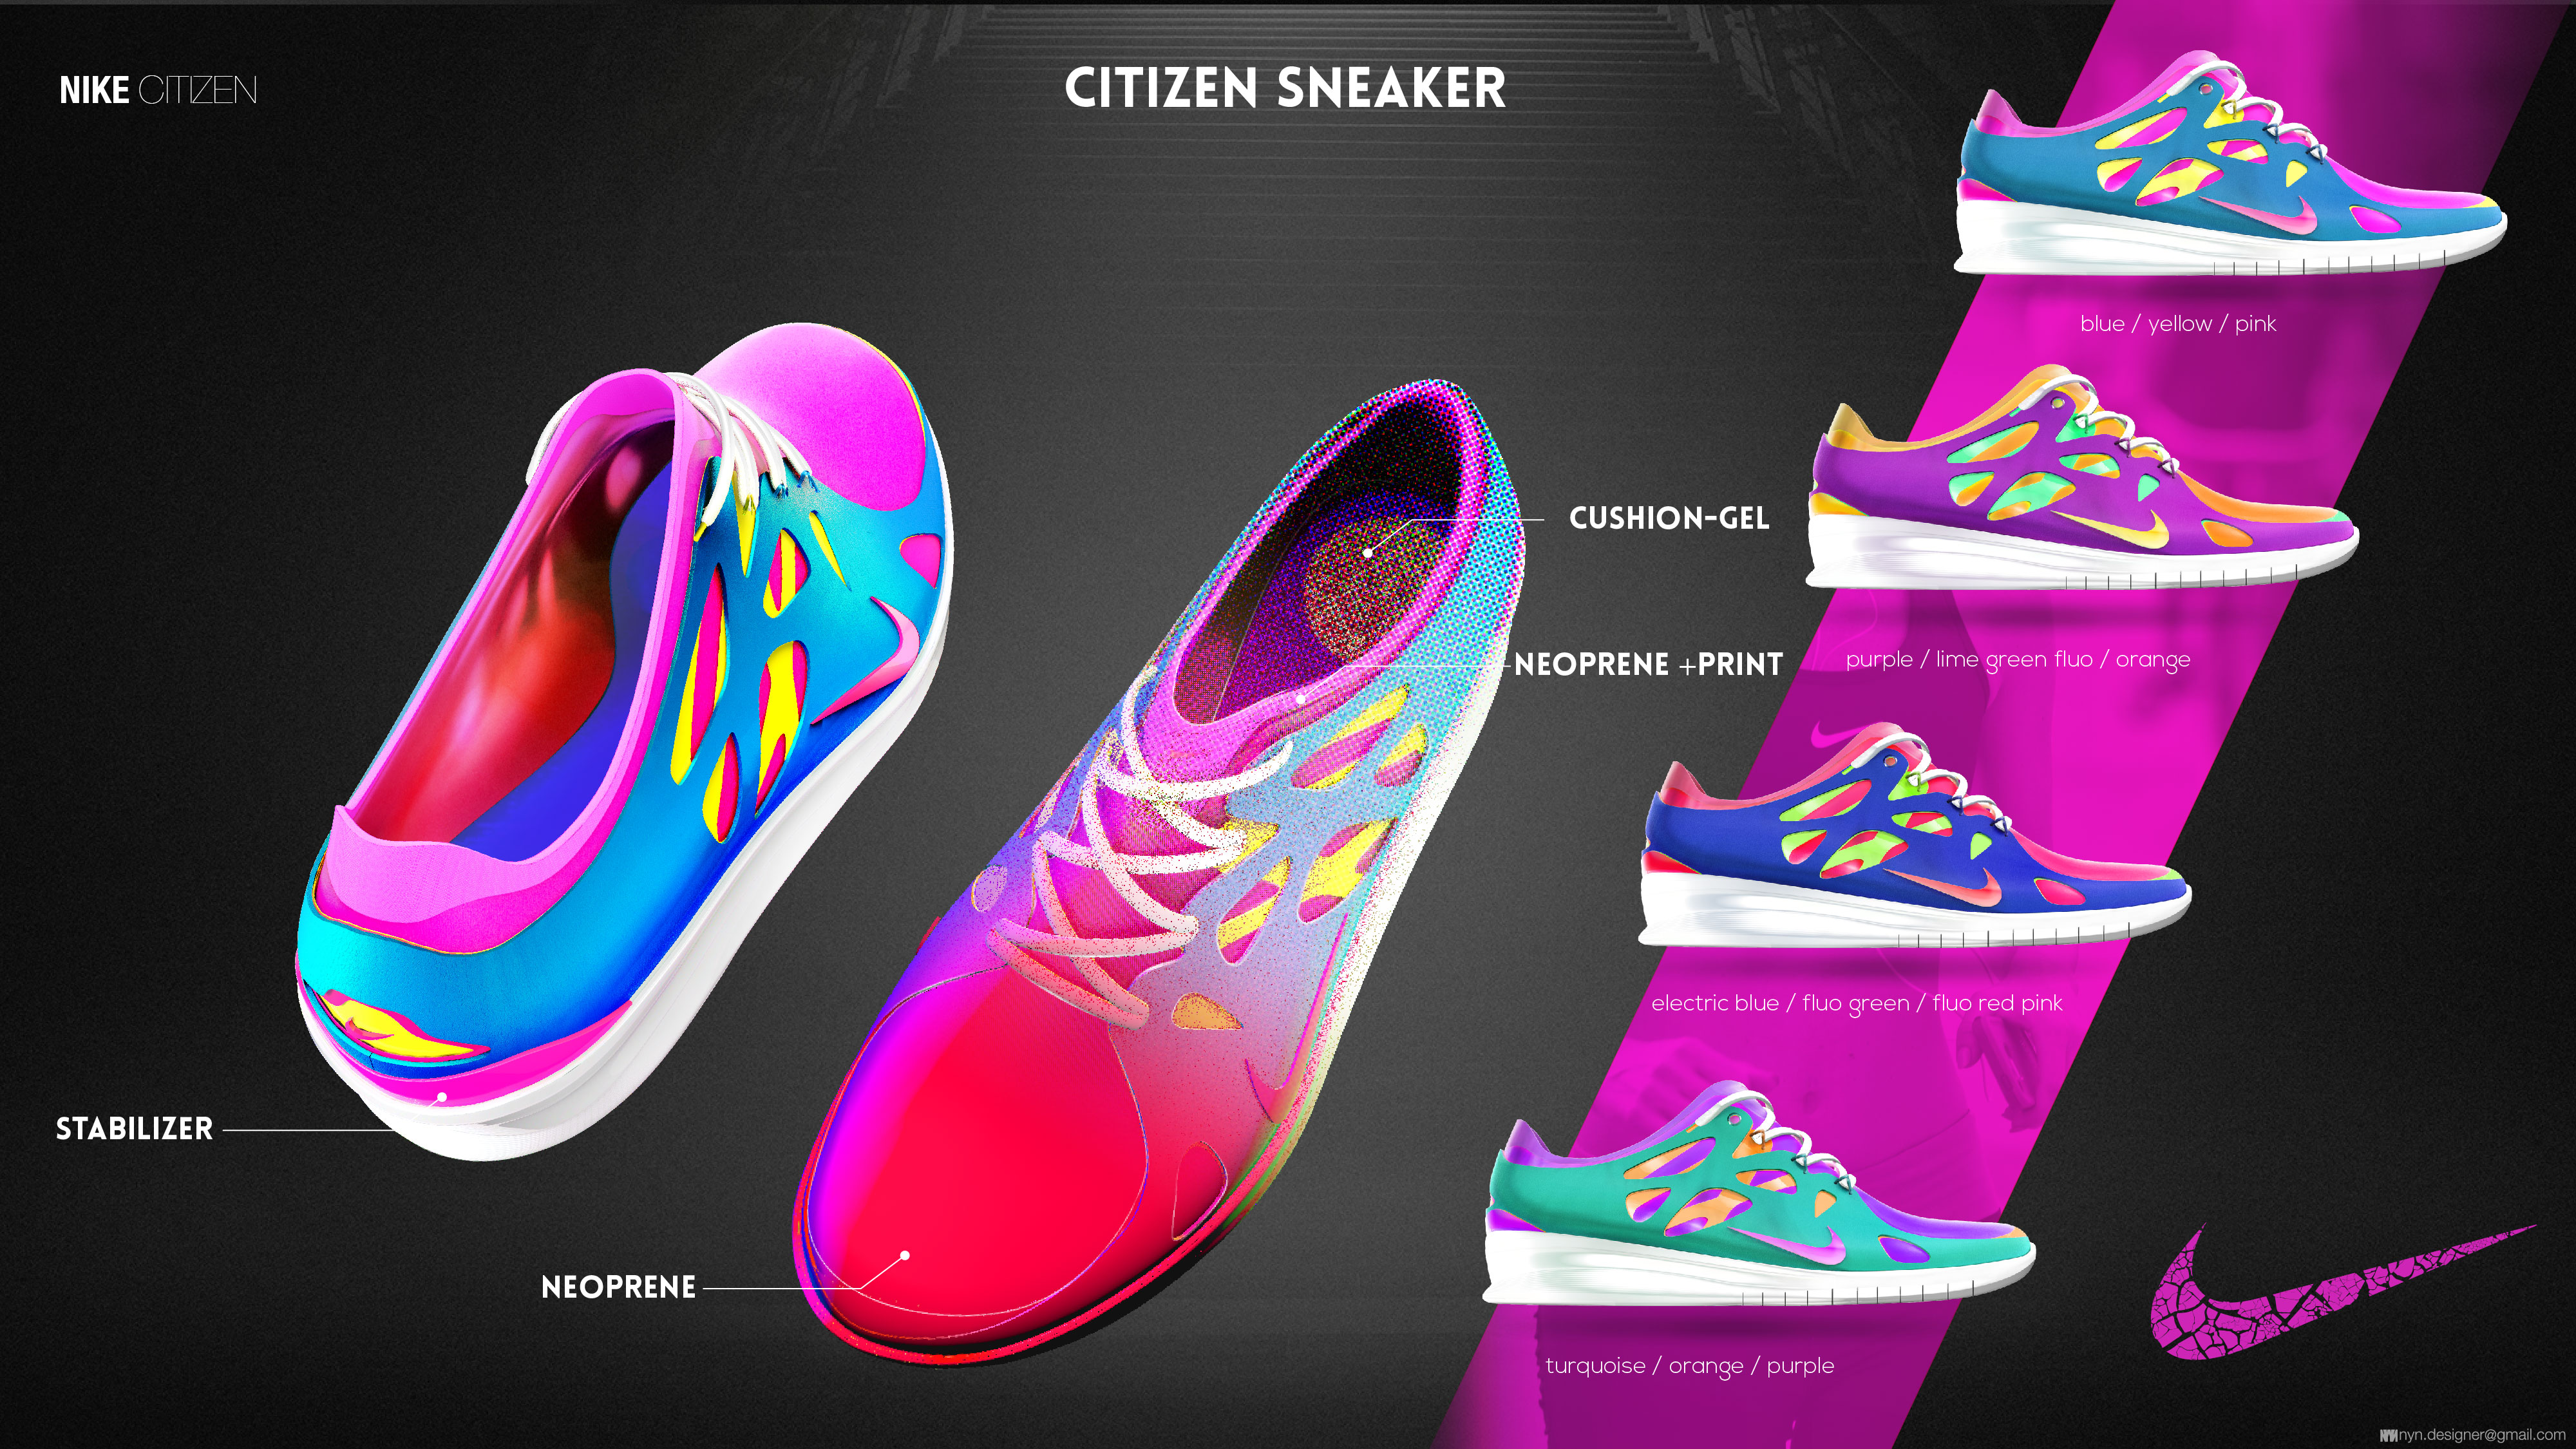 NIKE CITIZEN
CITIZEN SNEAKER
blue / yellow / pink
CUSHION-GEL
NEOPRENE +PRINT
purple / lime green fluo / orange
electric blue / fluo green / fluo red pink
STABILIZER
NEOPRENE
turquoise / orange / purple
nyn.designer@gmail.com